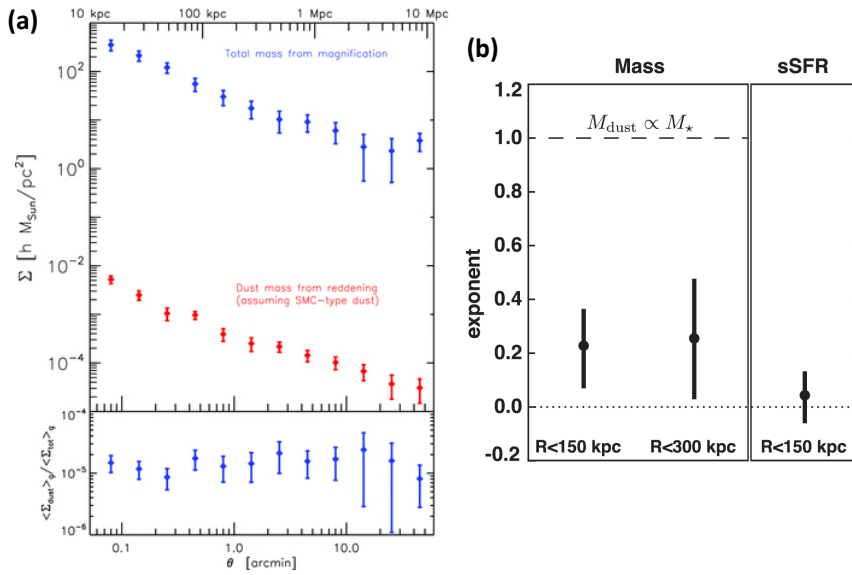 (a)
10 kpc 100 kpc 1 Mpc 10 Mpc
Total mass from magnification
Dust mass from reddening
(assuming SMC-type dust)
Σ [h M_Sun/pc²]
10²
10⁰
10⁻²
10⁻⁴
<Σ_dust>_g/<Σ_tot>_g
10⁻⁴
10⁻⁵
10⁻⁶
0.1 1.0 10.0
θ [arcmin]
(b)
Mass sSFR
exponent
1.2
1.0
0.8
0.6
0.4
0.2
0.0
-0.2
M_dust ∝ M_⋆
R<150 kpc R<300 kpc R<150 kpc